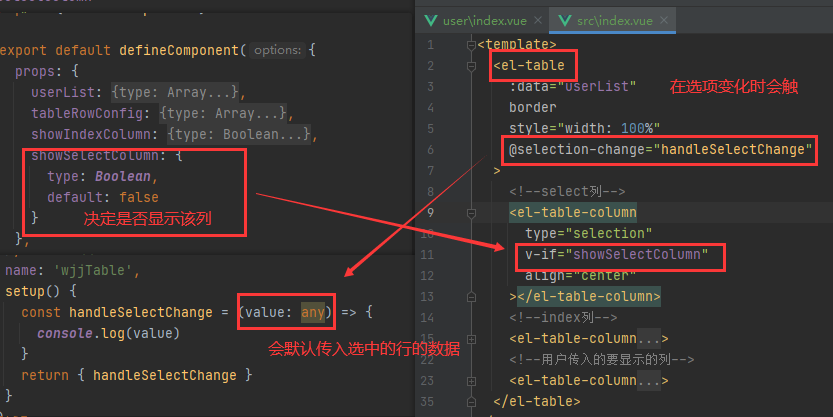 export default defineComponent( options: {
props: {
userList: {type: Array...},
tableRowConfig: {type: Array...},
showIndexColumn: {type: Boolean...},
showSelectColumn: {
type: Boolean,
default: false
}
决定是否显示该列
},
name: 'wjjTable',
setup() {
const handleSelectChange = (value: any) => {
console.log(value)
}
会默认传入选中的行的数据
return { handleSelectChange }
}
user\index.vue
src\index.vue
1 <template>
2 <el-table
3 :data="userList"
在选项变化时会触
4 border
5 style="width: 100%"
6 @selection-change="handleSelectChange"
7 >
8 <!--select列-->
9 <el-table-column
10 type="selection"
11 v-if="showSelectColumn"
12 align="center"
13 ></el-table-column>
14 <!--index列-->
15 <el-table-column...>
22 <!--用户传入的要显示的列-->
23 <el-table-column...>
35 </el-table>